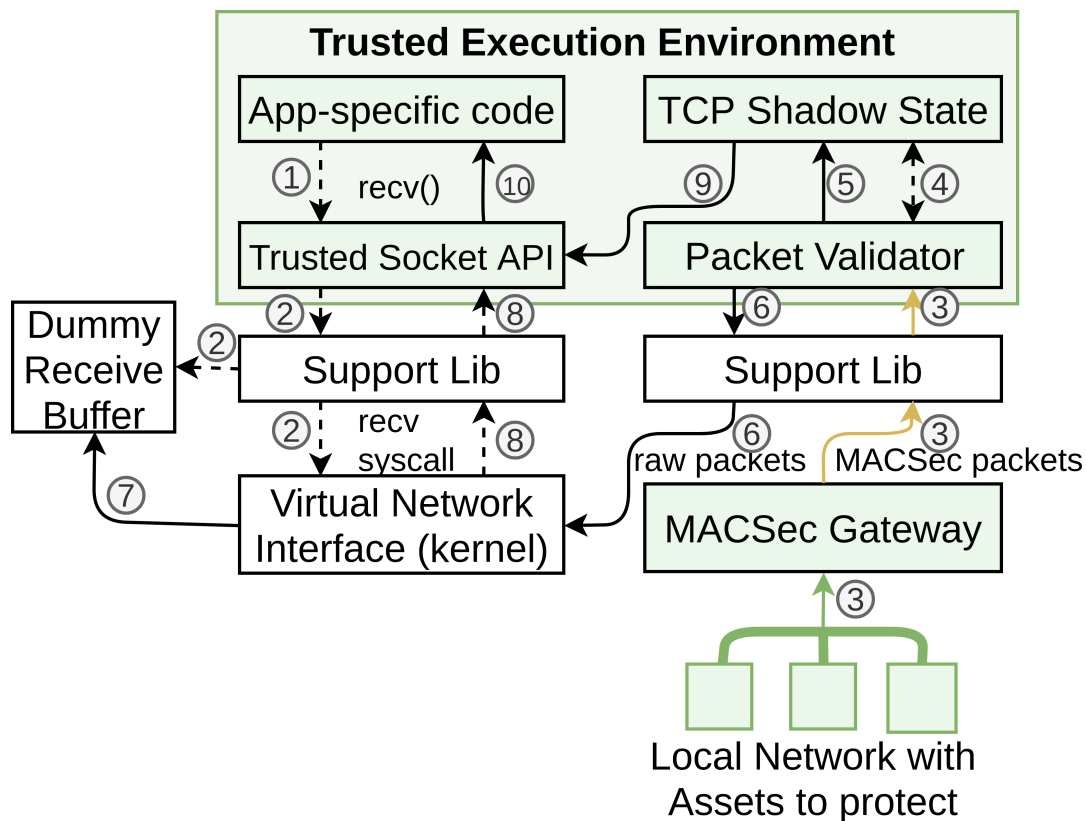 Trusted Execution Environment
App-specific code
TCP Shadow State
1
recv()
10
9
5
4
Trusted Socket API
Packet Validator
2
8
6
3
Dummy
Receive
Buffer
2
Support Lib
Support Lib
2
recv
syscall
8
6
raw packets
3
MACSec packets
7
Virtual Network
Interface (kernel)
MACSec Gateway
3
Local Network with
Assets to protect